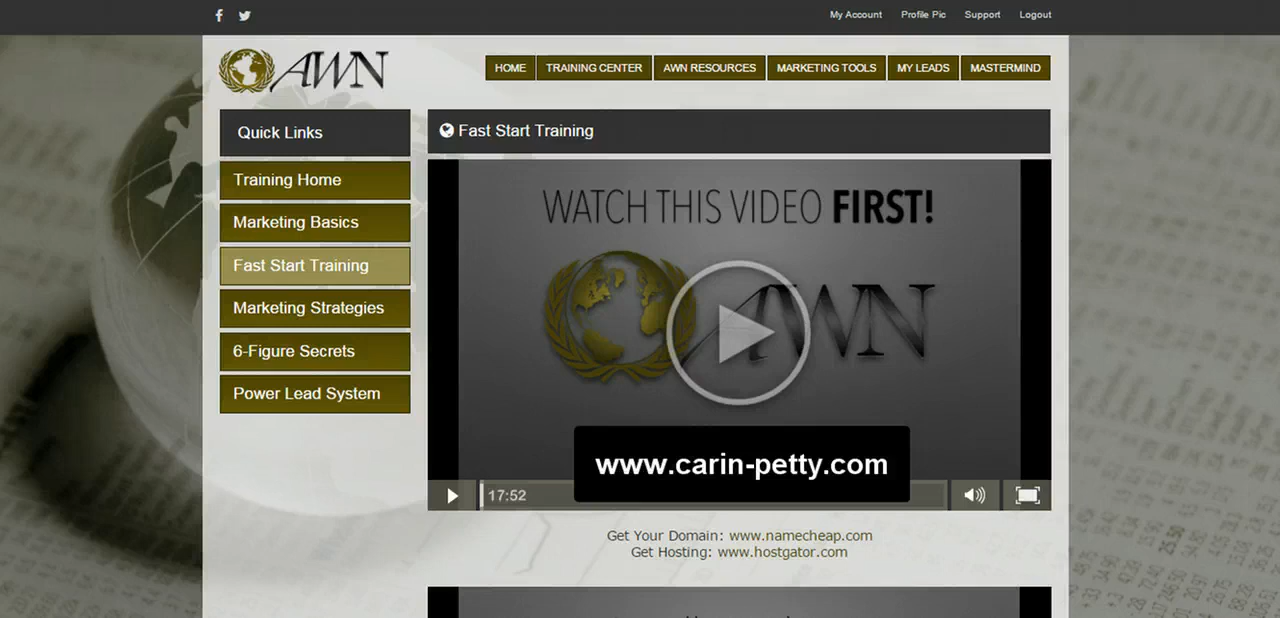 My Account Profile Pic Support Logout
AWN
HOME TRAINING CENTER AWN RESOURCES MARKETING TOOLS MY LEADS MASTERMIND
Quick Links
Training Home
Marketing Basics
Fast Start Training
Marketing Strategies
6-Figure Secrets
Power Lead System
Fast Start Training
WATCH THIS VIDEO FIRST!
AWN
www.carin-petty.com
17:52
Get Your Domain: www.namecheap.com
Get Hosting: www.hostgator.com